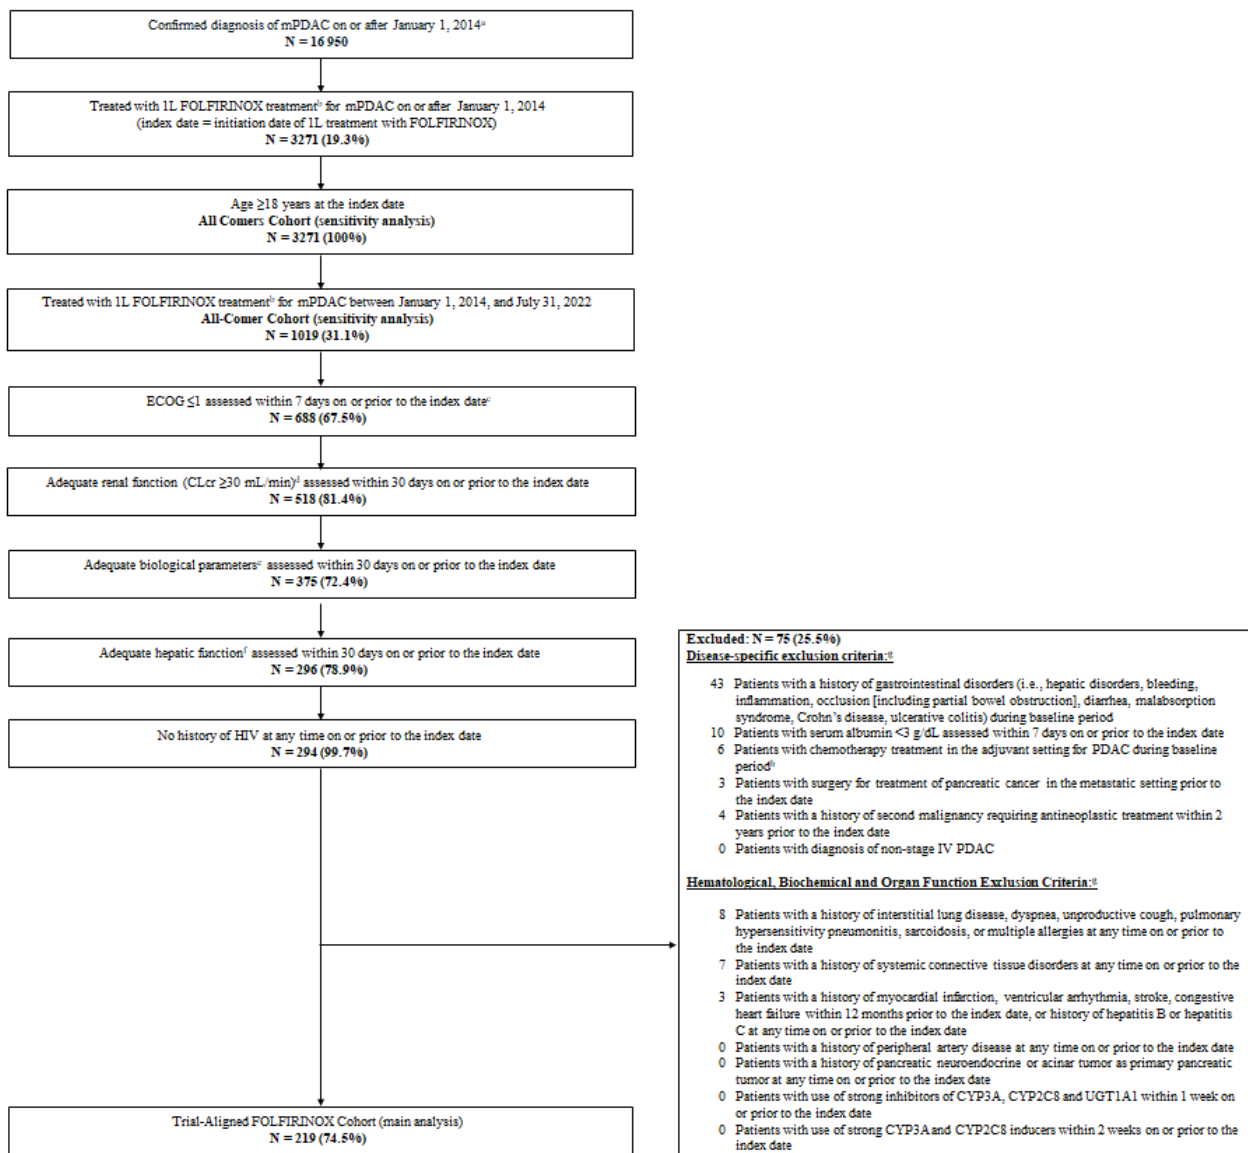 Confirmed diagnosis of mPDAC on or after January 1, 2014ᵃ
N = 16 950
Treated with 1L FOLFIRINOX treatmentᵇ for mPDAC on or after January 1, 2014
(index date = initiation date of 1L treatment with FOLFIRINOX)
N = 3271 (19.3%)
Age ≥18 years at the index date
All Comers Cohort (sensitivity analysis)
N = 3271 (100%)
Treated with 1L FOLFIRINOX treatmentᵇ for mPDAC between January 1, 2014, and July 31, 2022
All-Comer Cohort (sensitivity analysis)
N = 1019 (31.1%)
ECOG ≤1 assessed within 7 days on or prior to the index dateᶜ
N = 688 (67.5%)
Adequate renal function (CLcr ≥30 mL/min)ᵈ assessed within 30 days on or prior to the index date
N = 518 (81.4%)
Adequate biological parametersᵉ assessed within 30 days on or prior to the index date
N = 375 (72.4%)
Adequate hepatic functionᶠ assessed within 30 days on or prior to the index date
N = 296 (78.9%)
No history of HIV at any time on or prior to the index date
N = 294 (99.7%)
Excluded: N = 75 (25.5%)
Disease-specific exclusion criteria:ᵍ
43 Patients with a history of gastrointestinal disorders (i.e., hepatic disorders, bleeding,
inflammation, occlusion [including partial bowel obstruction], diarrhea, malabsorption
syndrome, Crohn's disease, ulcerative colitis) during baseline period
10 Patients with serum albumin <3 g/dL assessed within 7 days on or prior to the index date
6 Patients with chemotherapy treatment in the adjuvant setting for PDAC during baseline
periodʰ
3 Patients with surgery for treatment of pancreatic cancer in the metastatic setting prior to
the index date
4 Patients with a history of second malignancy requiring antineoplastic treatment within 2
years prior to the index date
0 Patients with diagnosis of non-stage IV PDAC
Hematological, Biochemical and Organ Function Exclusion Criteria:ᵍ
8 Patients with a history of interstitial lung disease, dyspnea, unproductive cough, pulmonary
hypersensitivity pneumonitis, sarcoidosis, or multiple allergies at any time on or prior to
the index date
7 Patients with a history of systemic connective tissue disorders at any time on or prior to the
index date
3 Patients with a history of myocardial infarction, ventricular arrhythmia, stroke, congestive
heart failure within 12 months prior to the index date, or history of hepatitis B or hepatitis
C at any time on or prior to the index date
0 Patients with a history of peripheral artery disease at any time on or prior to the index date
0 Patients with a history of pancreatic neuroendocrine or acinar tumor as primary pancreatic
tumor at any time on or prior to the index date
0 Patients with use of strong inhibitors of CYP3A, CYP2C8 and UGT1A1 within 1 week on
or prior to the index date
0 Patients with use of strong CYP3A and CYP2C8 inducers within 2 weeks on or prior to the
index date
Trial-Aligned FOLFIRINOX Cohort (main analysis)
N = 219 (74.5%)